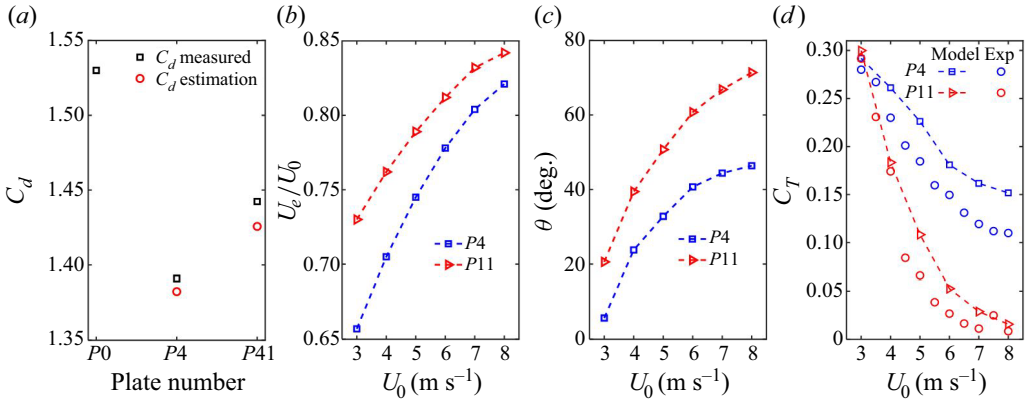 (a)
1.55
1.50
1.45
1.40
1.35
C_d
C_d measured
C_d estimation
P0 P4 P41
Plate number
(b)
0.85
0.80
0.75
0.70
0.65
U_e/U_0
P4
P11
3 4 5 6 7 8
U_0 (m s⁻¹)
(c)
80
60
40
20
0
θ (deg.)
P4
P11
3 4 5 6 7 8
U_0 (m s⁻¹)
(d)
0.30
0.25
0.20
0.15
0.10
0.05
0
C_T
Model Exp
P4
P11
3 4 5 6 7 8
U_0 (m s⁻¹)